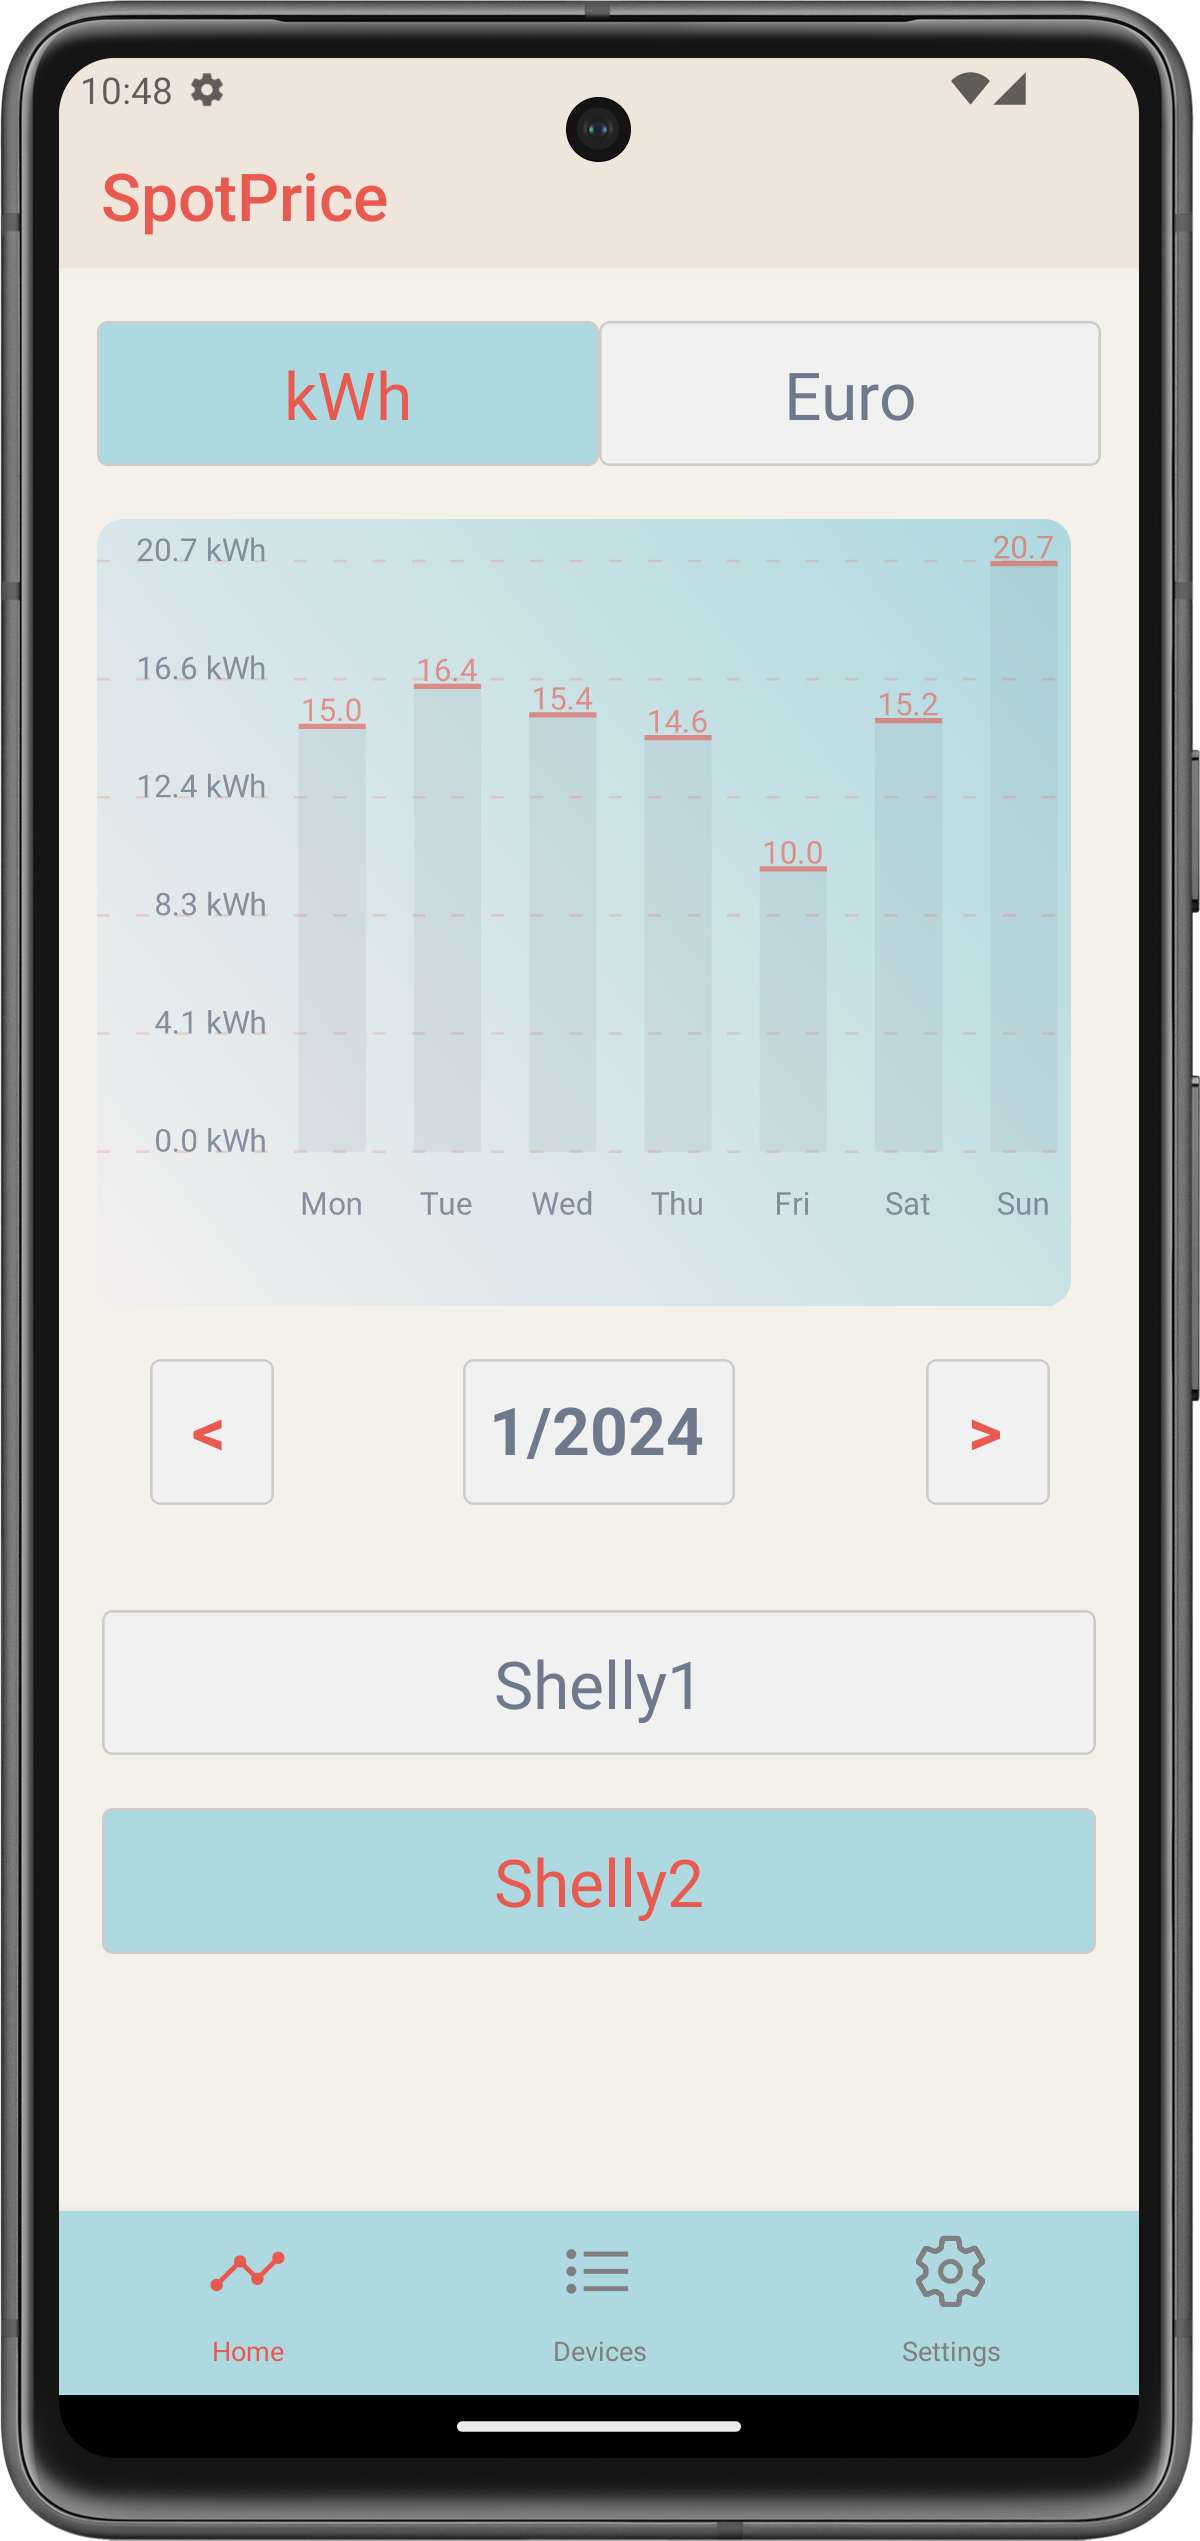 10:48
SpotPrice
kWh Euro
20.7 kWh 20.7
16.6 kWh 16.4
15.0 15.4 14.6 15.2
12.4 kWh
10.0
8.3 kWh
4.1 kWh
0.0 kWh
Mon Tue Wed Thu Fri Sat Sun
< 1/2024 >
Shelly1
Shelly2
Home Devices Settings